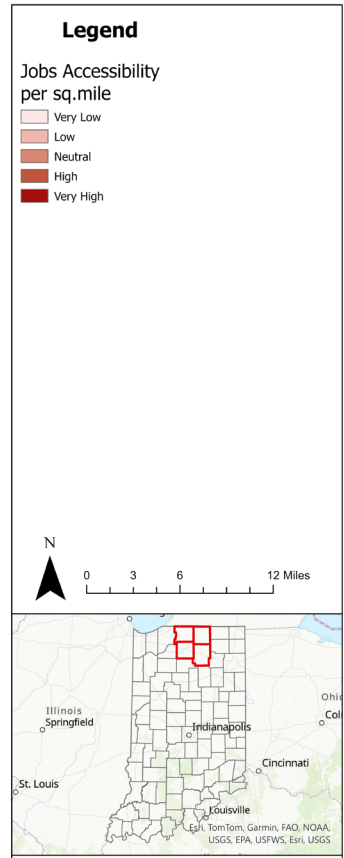 Legend
Jobs Accessibility
per sq.mile
Very Low
Low
Neutral
High
Very High
N
0 3 6 12 Miles
Illinois
Springfield
Indianapolis
Ohio
Cincinnati
St. Louis
Louisville
Esri, TomTom, Garmin, FAO, NOAA,
USGS, EPA, USFWS, Esri, USGS